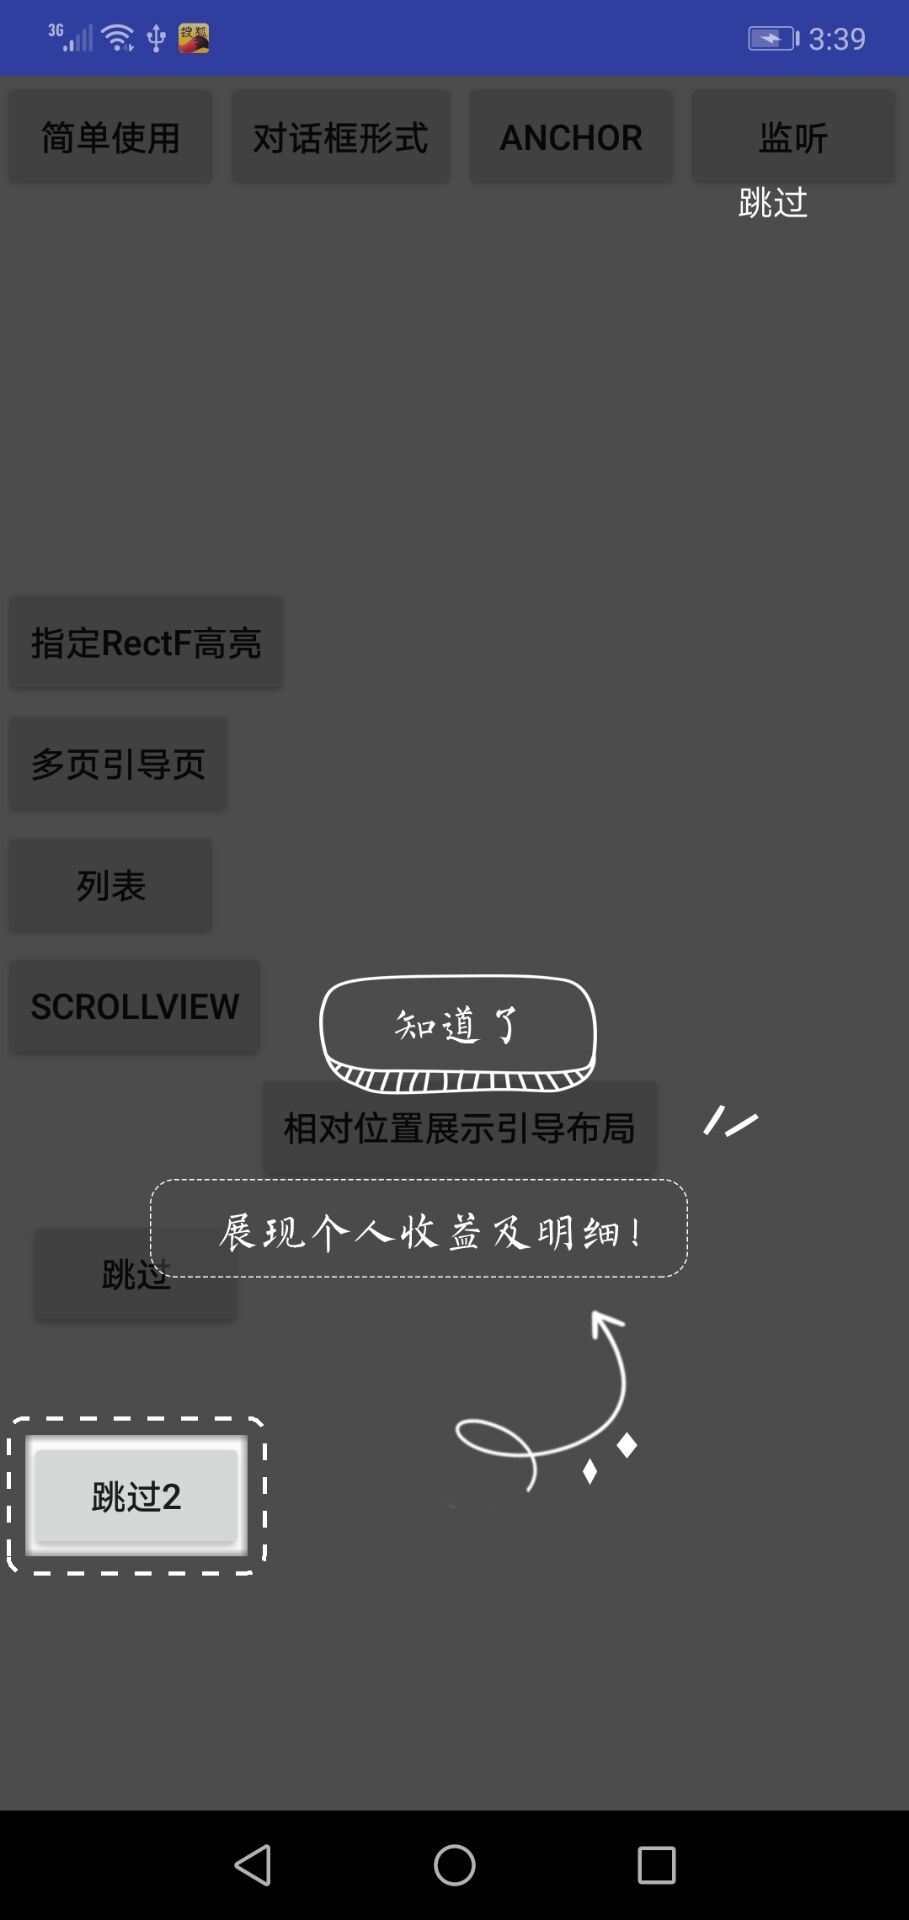 3G 3:39
简单使用 对话框形式 ANCHOR 监听
跳过
指定RectF高亮
多页引导页
列表
SCROLLVIEW
知道了
相对位置展示引导布局
展现个人收益及明细!
跳过
跳过2